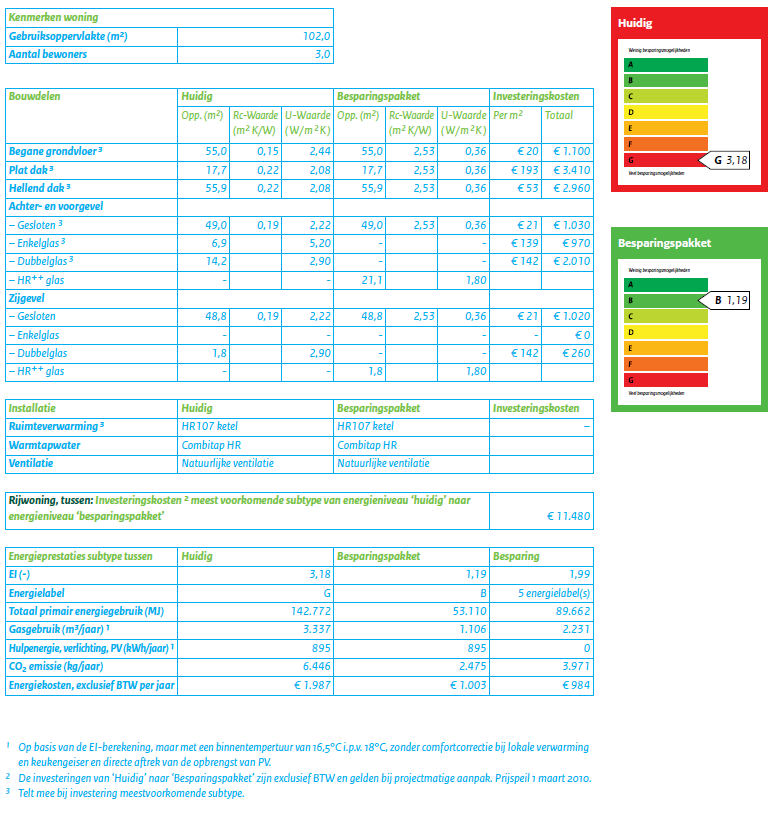 Kenmerken woning
Gebruiksoppervlakte (m²) 102,0
Aantal bewoners 3,0
Bouwdelen Huidig Besparingspakket Investeringskosten
Opp. (m²) Rc-Waarde U-Waarde Opp. (m²) Rc-Waarde U-Waarde Per m² Totaal
(m² K/W) (W/m² K) (m² K/W) (W/m² K)
Begane grondvloer ³ 55,0 0,15 2,44 55,0 2,53 0,36 € 20 € 1.100
Plat dak ³ 17,7 0,22 2,08 17,7 2,53 0,36 € 193 € 3.410
Hellend dak ³ 55,9 0,22 2,08 55,9 2,53 0,36 € 53 € 2.960
Achter- en voorgevel
– Gesloten ³ 49,0 0,19 2,22 49,0 2,53 0,36 € 21 € 1.030
– Enkelglas ³ 6,9 5,20 - - € 139 € 970
– Dubbelglas ³ 14,2 2,90 - - € 142 € 2.010
– HR⁺⁺ glas - - 21,1 1,80
Zijgevel
– Gesloten 48,8 0,19 2,22 48,8 2,53 0,36 € 21 € 1.020
– Enkelglas - - - - - € 0
– Dubbelglas 1,8 2,90 - - € 142 € 260
– HR⁺⁺ glas - - 1,8 1,80
Installatie Huidig Besparingspakket Investeringskosten
Ruimteverwarming ³ HR107 ketel HR107 ketel –
Warmtapwater Combitap HR Combitap HR
Ventilatie Natuurlijke ventilatie Natuurlijke ventilatie
Rijwoning, tussen: Investeringskosten ² meest voorkomende subtype van energieniveau ‘huidig’ naar
energieniveau ‘besparingspakket’ € 11.480
Energieprestaties subtype tussen Huidig Besparingspakket Besparing
EI (-) 3,18 1,19 1,99
Energielabel G B 5 energielabel(s)
Totaal primair energiegebruik (MJ) 142.772 53.110 89.662
Gasgebruik (m³/jaar) ¹ 3.337 1.106 2.231
Hulpenergie, verlichting, PV (kWh/jaar) ¹ 895 895 0
CO₂ emissie (kg/jaar) 6.446 2.475 3.971
Energiekosten, exclusief BTW per jaar € 1.987 € 1.003 € 984
¹ Op basis van de EI-berekening, maar met een binnentempertuur van 16,5°C i.p.v. 18°C, zonder comfortcorrectie bij lokale verwarming
en keukengeiser en directe aftrek van de opbrengst van PV.
² De investeringen van ‘Huidig’ naar ‘Besparingspakket’ zijn exclusief BTW en gelden bij projectmatige aanpak. Prijspeil 1 maart 2010.
³ Telt mee bij investering meestvoorkomende subtype.
Huidig
Weinig besparingsmogelijkheden
A
B
C
D
E
F
G G 3,18
Veel besparingsmogelijkheden
Besparingspakket
Weinig besparingsmogelijkheden
A
B B 1,19
C
D
E
F
G
Veel besparingsmogelijkheden